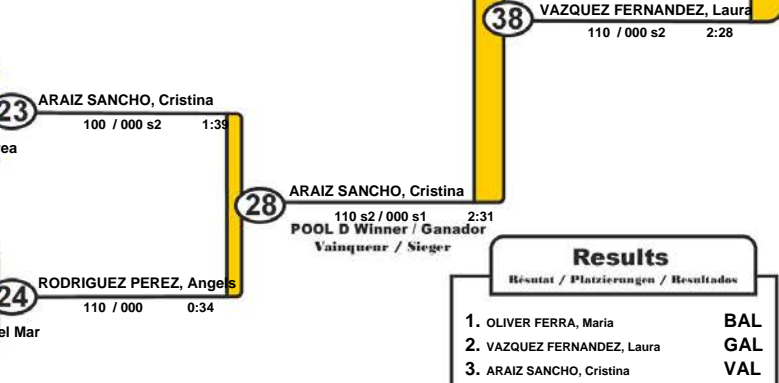 38
VAZQUEZ FERNANDEZ, Laura
110 / 000 s2 2:28
23
ARAIZ SANCHO, Cristina
100 / 000 s2 1:39
28
ARAIZ SANCHO, Cristina
110 s2 / 000 s1 2:31
POOL D Winner / Ganador
Vainqueur / Sieger
24
RODRIGUEZ PEREZ, Angels
110 / 000 0:34
el Mar
Results
Résutat / Platzierungen / Resultados
1. OLIVER FERRA, Maria BAL
2. VAZQUEZ FERNANDEZ, Laura GAL
3. ARAIZ SANCHO, Cristina VAL